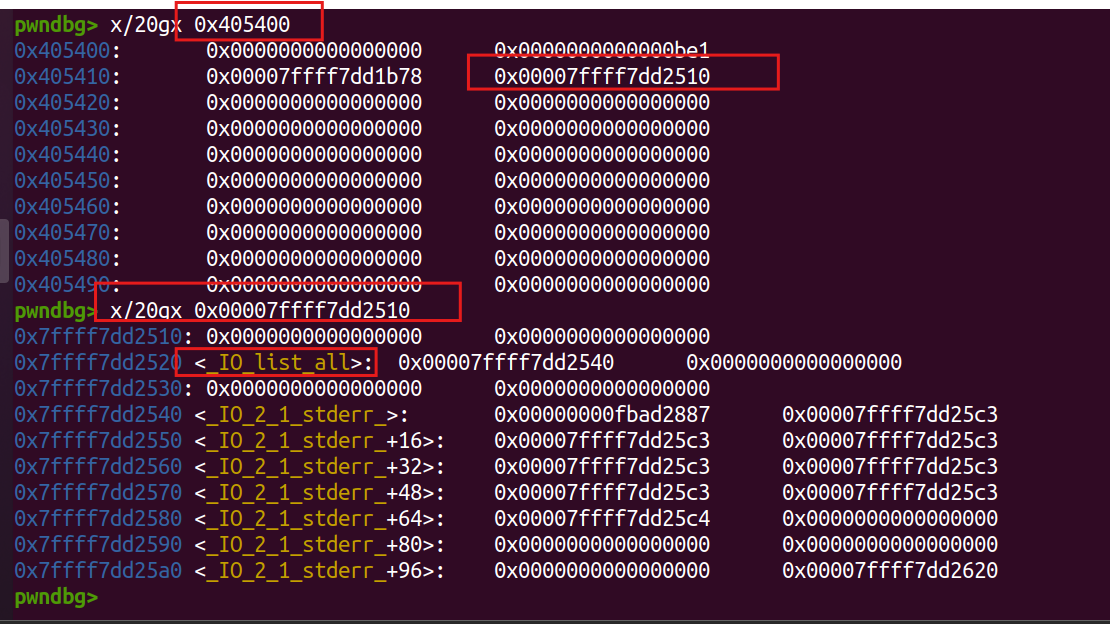 pwndbg> x/20gx 0x405400
0x405400: 0x0000000000000000 0x0000000000000be1
0x405410: 0x00007ffff7dd1b78 0x00007ffff7dd2510
0x405420: 0x0000000000000000 0x0000000000000000
0x405430: 0x0000000000000000 0x0000000000000000
0x405440: 0x0000000000000000 0x0000000000000000
0x405450: 0x0000000000000000 0x0000000000000000
0x405460: 0x0000000000000000 0x0000000000000000
0x405470: 0x0000000000000000 0x0000000000000000
0x405480: 0x0000000000000000 0x0000000000000000
0x405490: 0x0000000000000000 0x0000000000000000
pwndbg> x/20gx 0x00007ffff7dd2510
0x7ffff7dd2510: 0x0000000000000000 0x0000000000000000
0x7ffff7dd2520 <_IO_list_all>: 0x00007ffff7dd2540 0x0000000000000000
0x7ffff7dd2530: 0x0000000000000000 0x0000000000000000
0x7ffff7dd2540 <_IO_2_1_stderr_>: 0x00000000fbad2887 0x00007ffff7dd25c3
0x7ffff7dd2550 <_IO_2_1_stderr_+16>: 0x00007ffff7dd25c3 0x00007ffff7dd25c3
0x7ffff7dd2560 <_IO_2_1_stderr_+32>: 0x00007ffff7dd25c3 0x00007ffff7dd25c3
0x7ffff7dd2570 <_IO_2_1_stderr_+48>: 0x00007ffff7dd25c3 0x00007ffff7dd25c3
0x7ffff7dd2580 <_IO_2_1_stderr_+64>: 0x00007ffff7dd25c4 0x0000000000000000
0x7ffff7dd2590 <_IO_2_1_stderr_+80>: 0x0000000000000000 0x0000000000000000
0x7ffff7dd25a0 <_IO_2_1_stderr_+96>: 0x0000000000000000 0x00007ffff7dd2620
pwndbg>